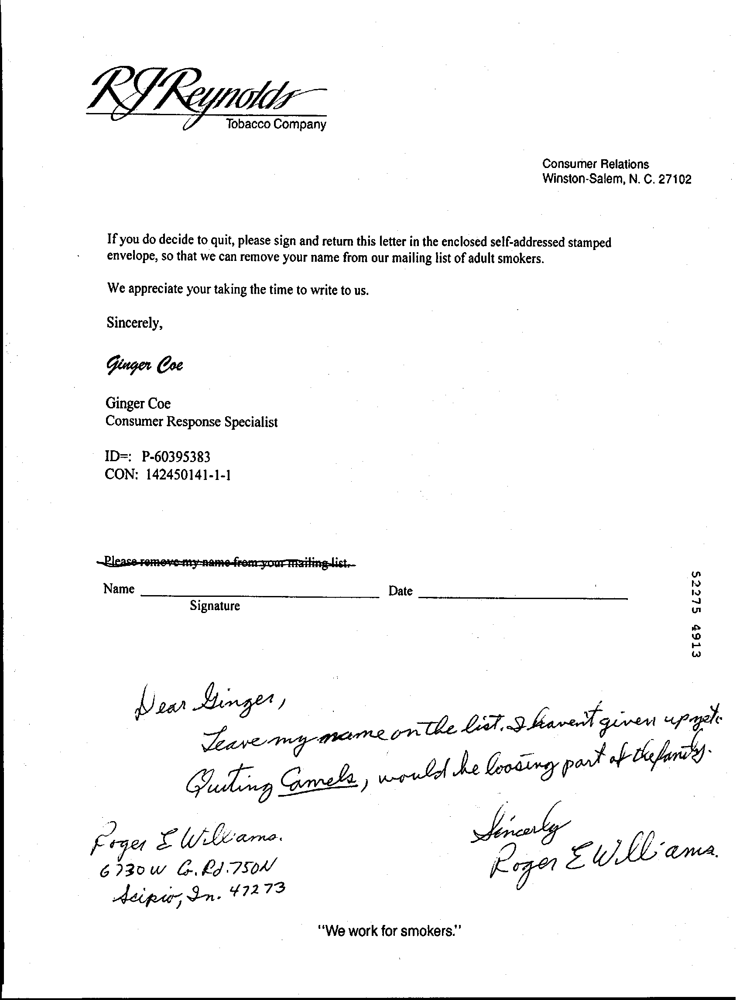 RJReynolds
Tobacco Company
Consumer Relations
Winston-Salem, N. C. 27102
If you do decide to quit, please sign and return this letter in the enclosed self-addressed stamped
envelope, so that we can remove your name from our mailing list of adult smokers.
We appreciate your taking the time to write to us.
Sincerely,
Ginger Coe
Ginger Coe
Consumer Response Specialist
ID=: P-60395383
CON: 142450141-1-1
Please remove my name from your mailing list.
Name Date
Signature
52275 4913
Dear Ginger,
Leave my name on the list. I haven't given up yet.
Quiting Camels, would be loosing part of the family.
Sincerly
Roger E Williams.
Roger E Williams.
6730 W Co. Rd. 750N
Scipio, In. 47273
"We work for smokers."